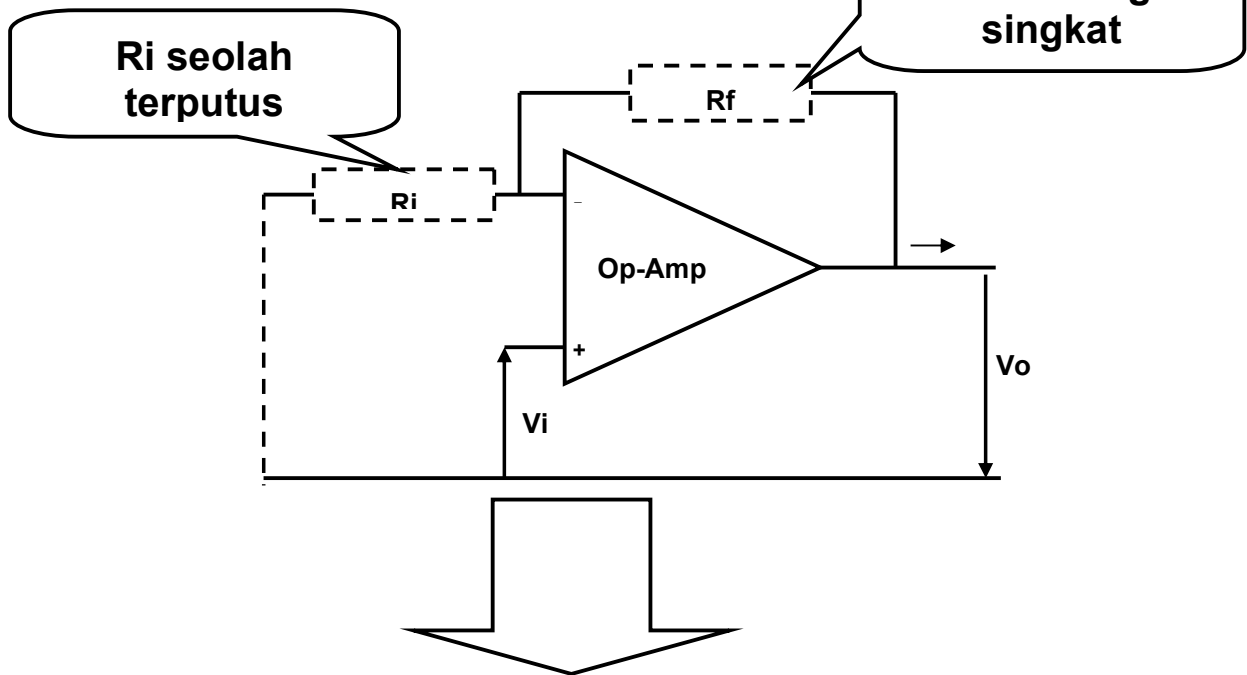 Ri seolah
terputus
singkat
Rf
Ri
-
Op-Amp
+
Vi
Vo